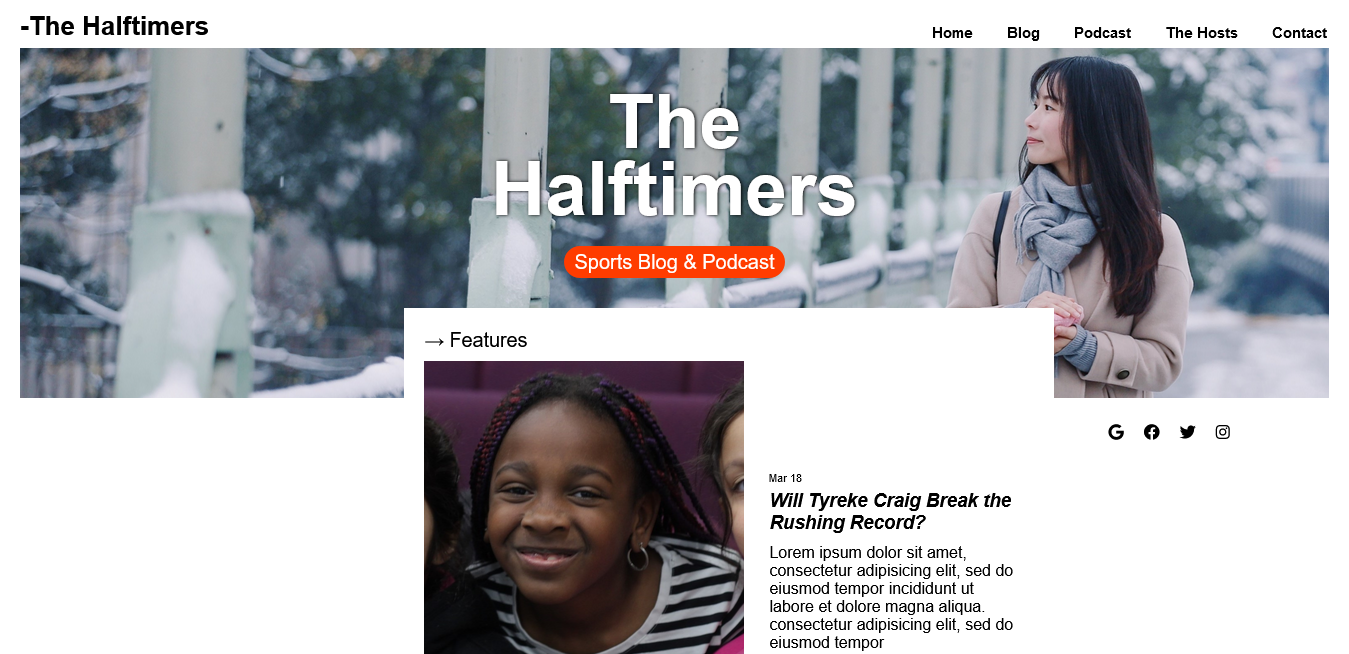 -The Halftimers
Home Blog Podcast The Hosts Contact
The
Halftimers
Sports Blog & Podcast
→ Features
Mar 18
Will Tyreke Craig Break the
Rushing Record?
Lorem ipsum dolor sit amet,
consectetur adipisicing elit, sed do
eiusmod tempor incididunt ut
labore et dolore magna aliqua.
consectetur adipisicing elit, sed do
eiusmod tempor